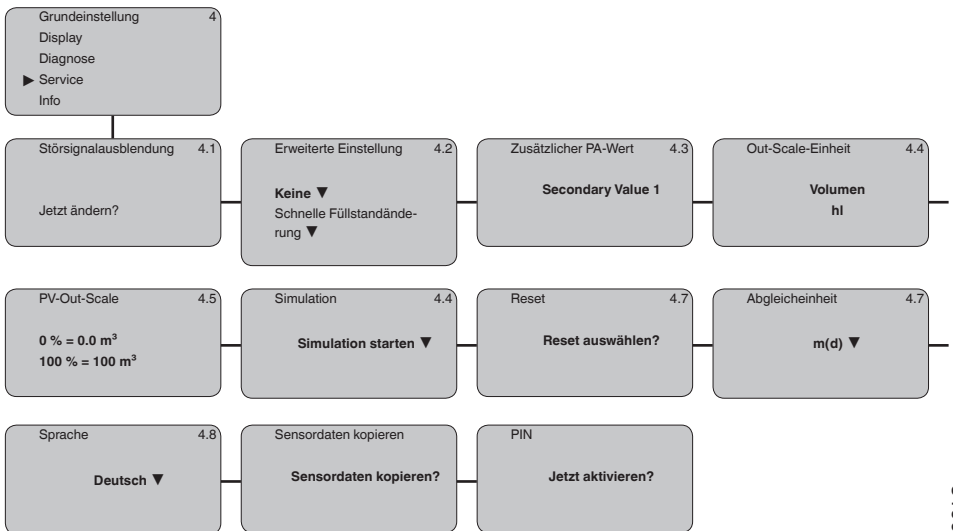 Grundeinstellung 4
Display
Diagnose
▶ Service
Info
Störsignalausblendung 4.1
Jetzt ändern?
Erweiterte Einstellung 4.2
Keine ▼
Schnelle Füllstandände-
rung ▼
Zusätzlicher PA-Wert 4.3
Secondary Value 1
Out-Scale-Einheit 4.4
Volumen
hl
PV-Out-Scale 4.5
0 % = 0.0 m³
100 % = 100 m³
Simulation 4.4
Simulation starten ▼
Reset 4.7
Reset auswählen?
Abgleicheinheit 4.7
m(d) ▼
Sprache 4.8
Deutsch ▼
Sensordaten kopieren
Sensordaten kopieren?
PIN
Jetzt aktivieren?